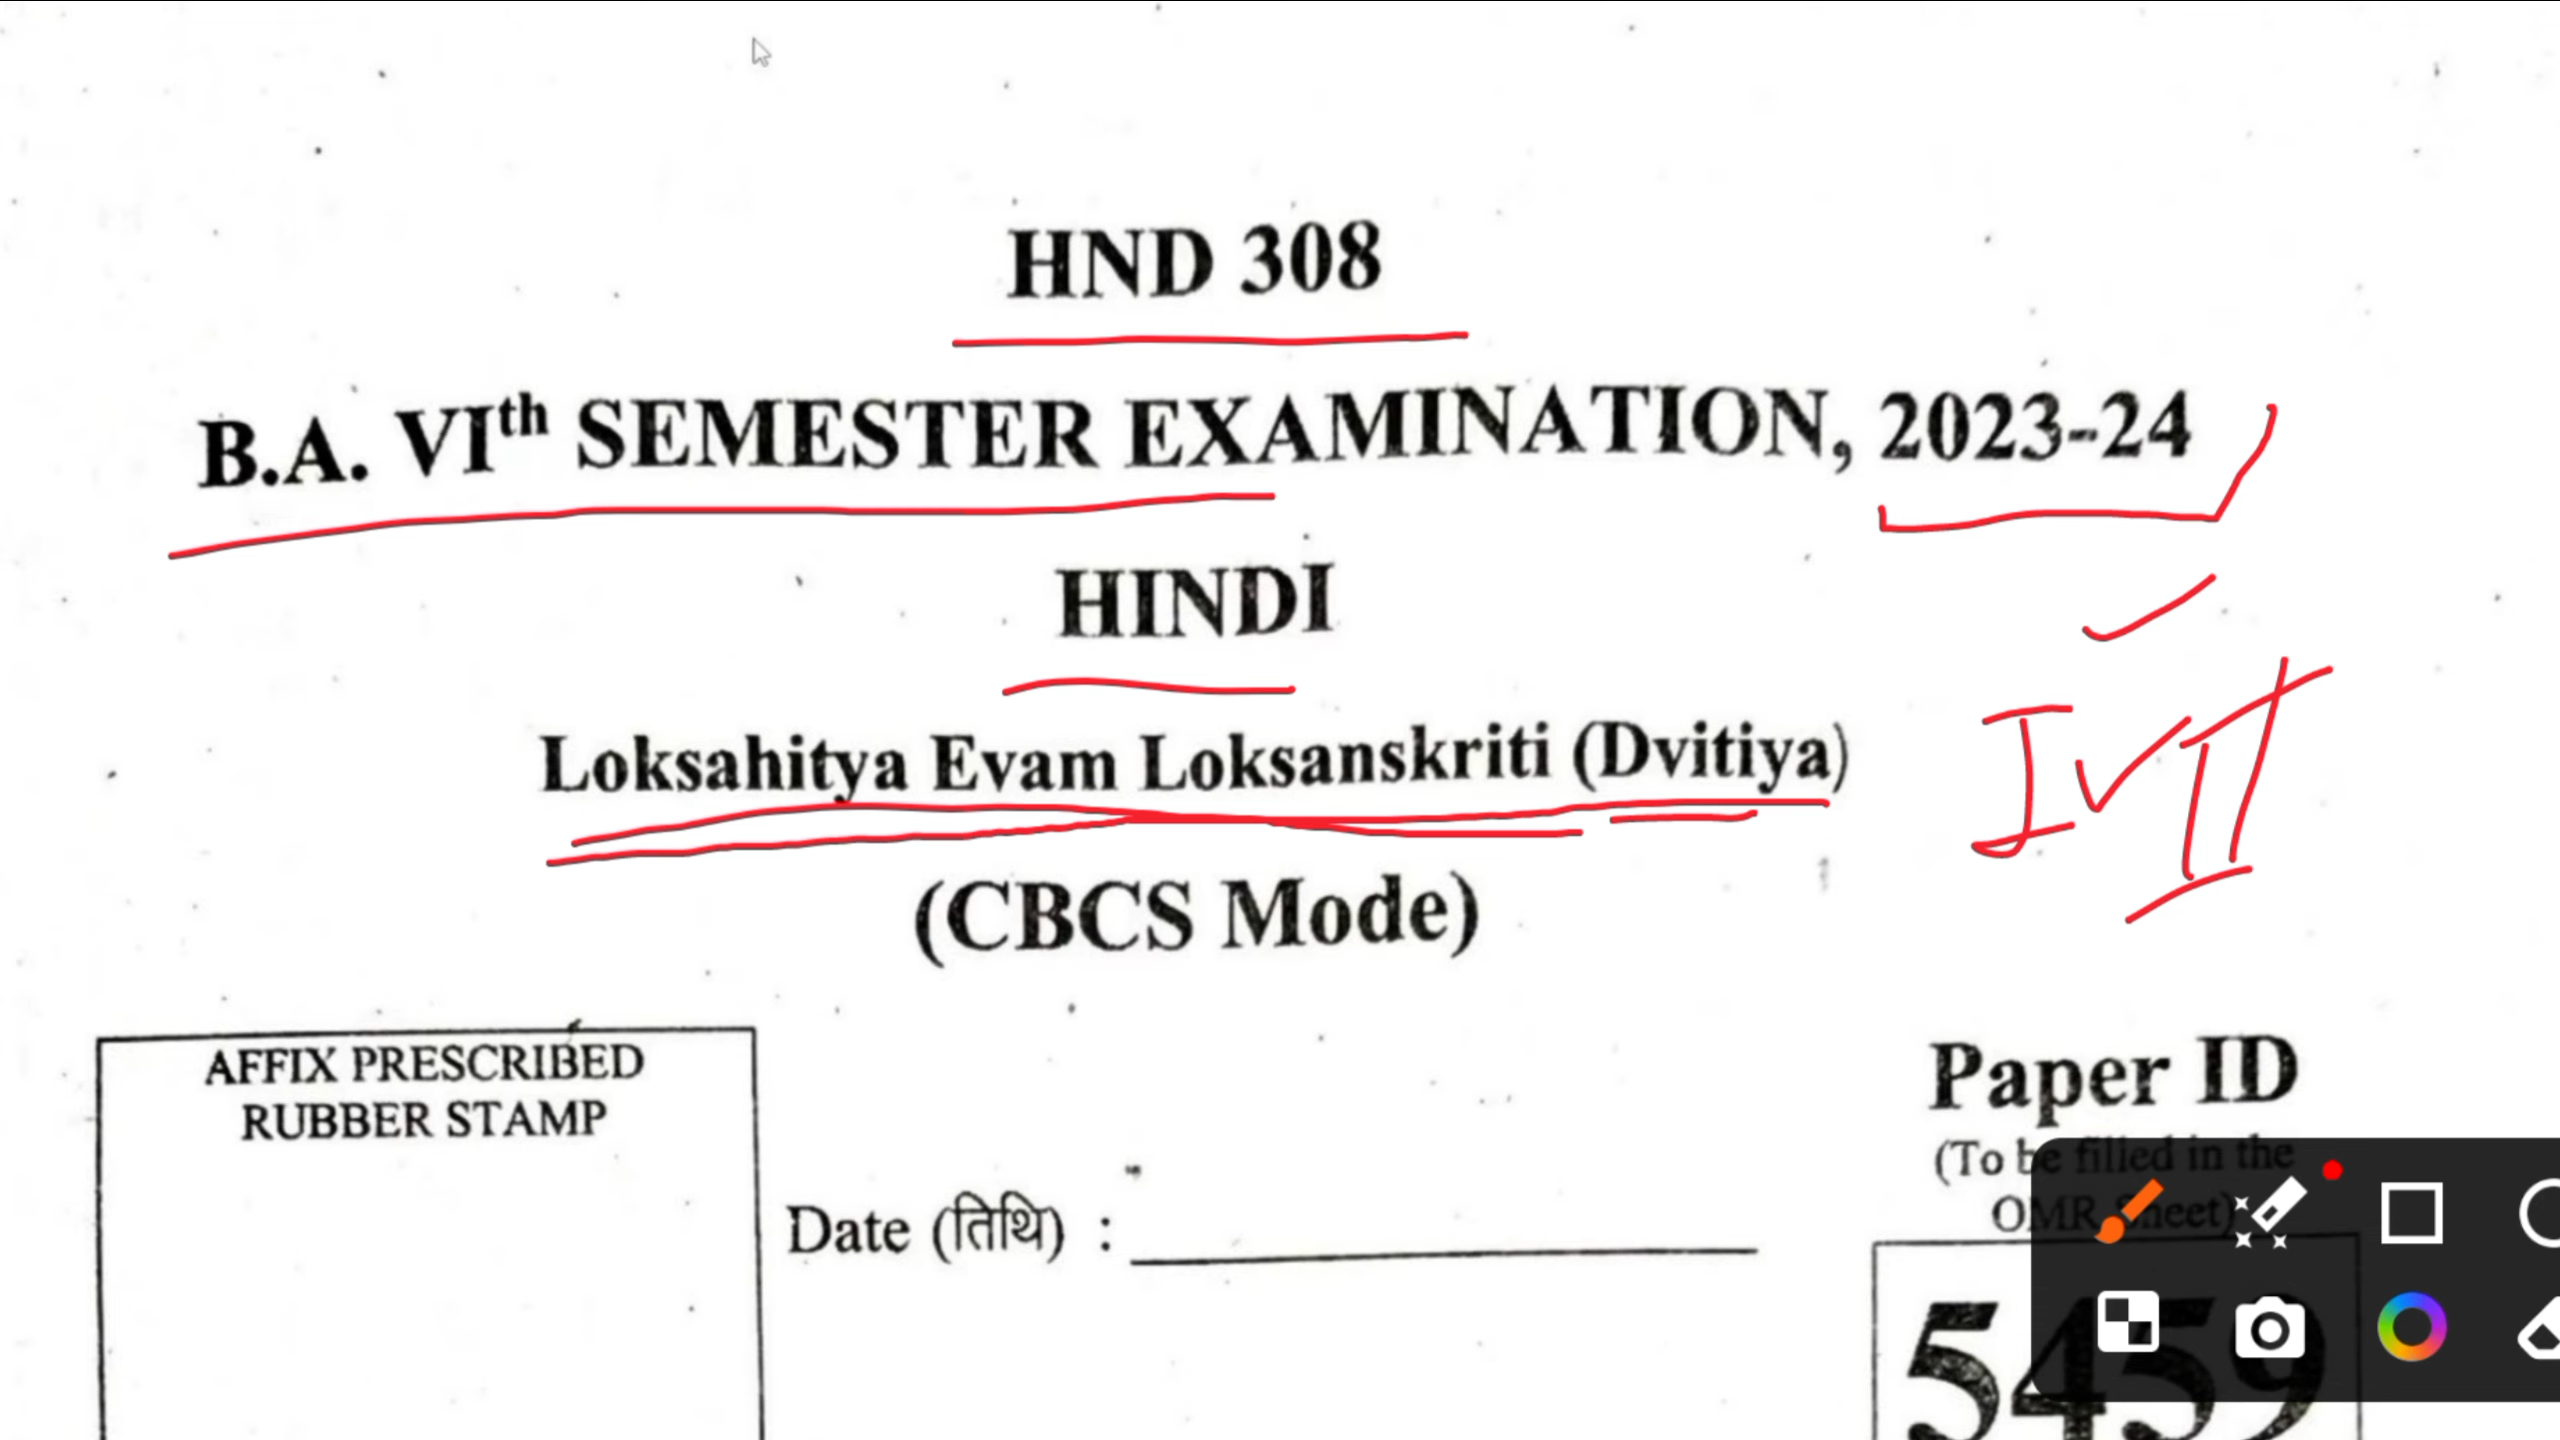 HND 308
B.A. VIth SEMESTER EXAMINATION, 2023-24
HINDI
Loksahitya Evam Loksanskriti (Dvitiya)
(CBCS Mode)
I II
AFFIX PRESCRIBED
RUBBER STAMP
Date (तिथि) :
Paper ID
(To be filled in the
OMR Sheet)
5459